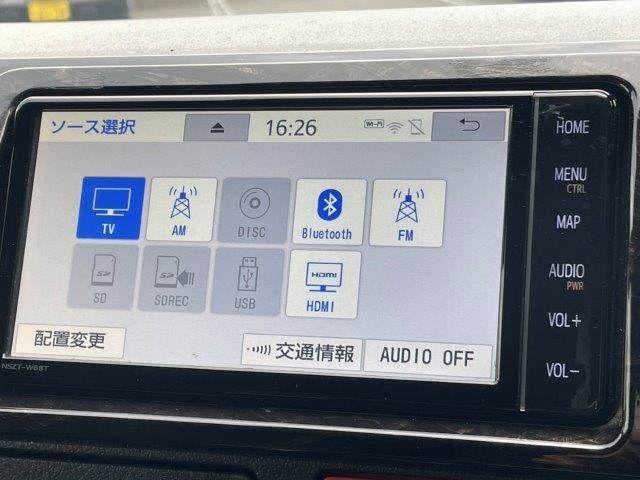 ソース選択
16:26
Wi-Fi
TV
AM
DISC
Bluetooth
FM
SD
SD
SDREC
USB
HDMI
HDMI
配置変更
交通情報
AUDIO OFF
NSZT-W68T
HOME
MENU
CTRL
MAP
AUDIO
PWR
VOL+
VOL-